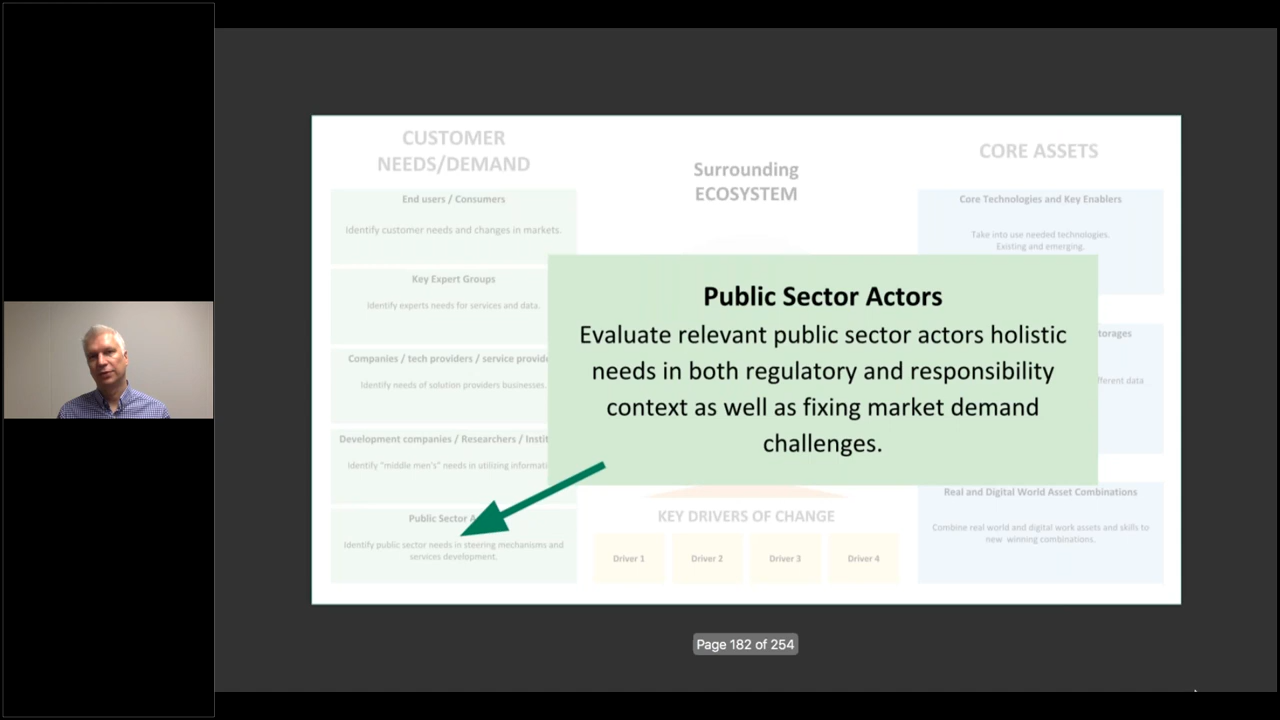 CUSTOMER
NEEDS/DEMAND
End users / Consumers
Identify customer needs and changes in markets.
Key Expert Groups
Identify experts needs for services and data.
Companies / tech providers / service provide
Identify needs of solution providers businesses.
Development companies / Researchers / Instit
Identify "middle men's" needs in utilizing informati
Public Sector A
Identify public sector needs in steering mechanisms and
services development.
Surrounding
ECOSYSTEM
Public Sector Actors
Evaluate relevant public sector actors holistic
needs in both regulatory and responsibility
context as well as fixing market demand
challenges.
KEY DRIVERS OF CHANGE
Driver 1
Driver 2
Driver 3
Driver 4
CORE ASSETS
Core Technologies and Key Enablers
Take into use needed technologies.
Existing and emerging.
torages
fferent data
Real and Digital World Asset Combinations
Combine real world and digital work assets and skills to
new winning combinations.
Page 182 of 254